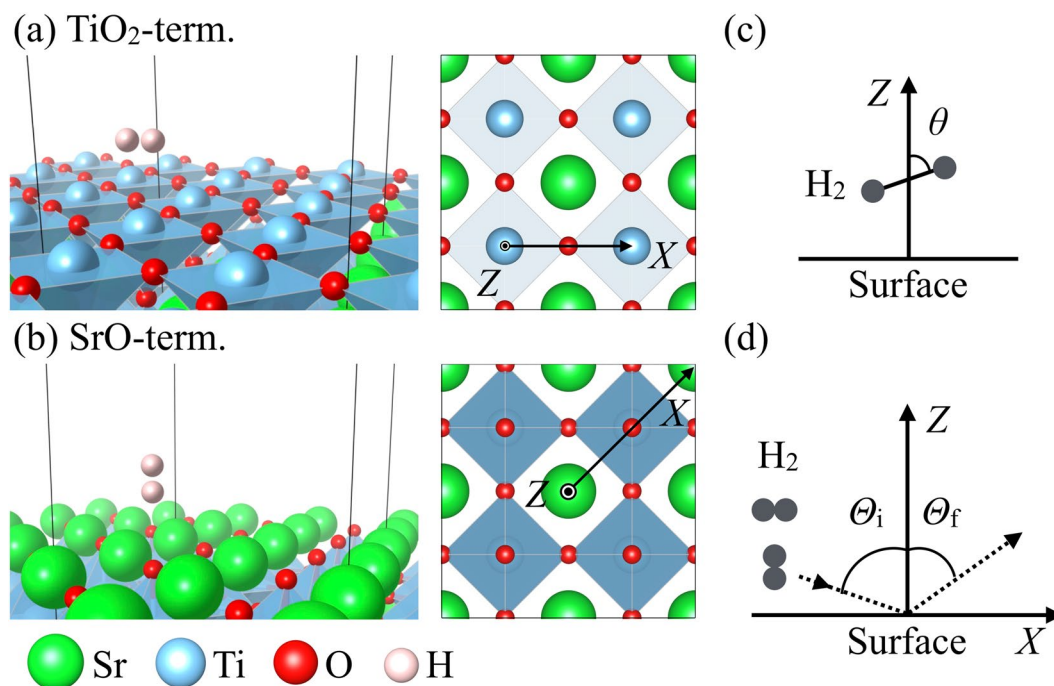 (a) TiO₂-term.
Z
X
(b) SrO-term.
X
Z
Sr Ti O H
(c)
Z
θ
H₂
Surface
(d)
Z
H₂
Θᵢ Θf
Surface
X